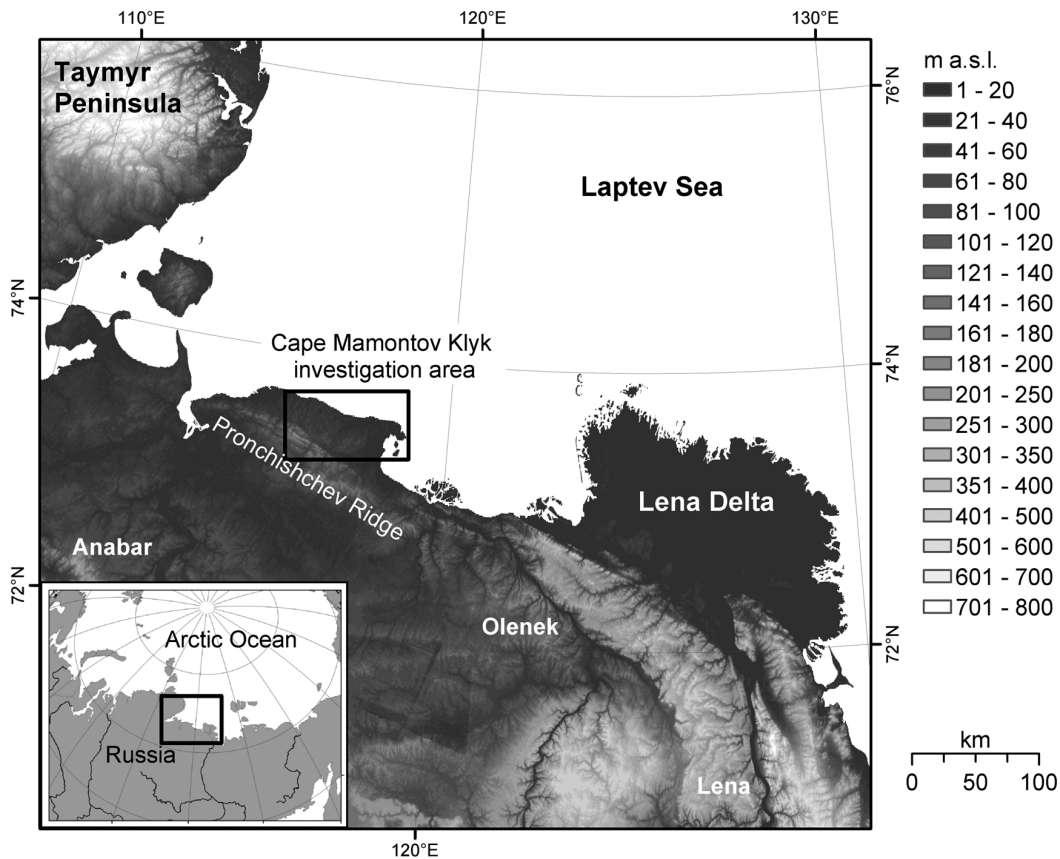 110°E
120°E
130°E
Taymyr
Peninsula
m a.s.l.
1 - 20
21 - 40
41 - 60
61 - 80
81 - 100
101 - 120
121 - 140
141 - 160
161 - 180
181 - 200
201 - 250
251 - 300
301 - 350
351 - 400
401 - 500
501 - 600
601 - 700
701 - 800
76°N
Laptev Sea
74°N
74°N
Cape Mamontov Klyk
investigation area
Pronchishchev Ridge
Lena Delta
Anabar
72°N
Olenek
72°N
Arctic Ocean
Russia
Lena
km
0 50 100
120°E